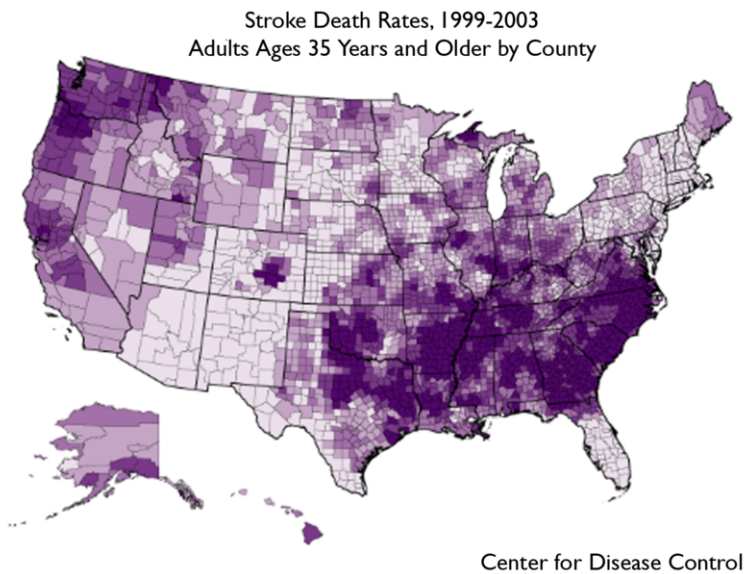 Stroke Death Rates, 1999-2003
Adults Ages 35 Years and Older by County
Center for Disease Control